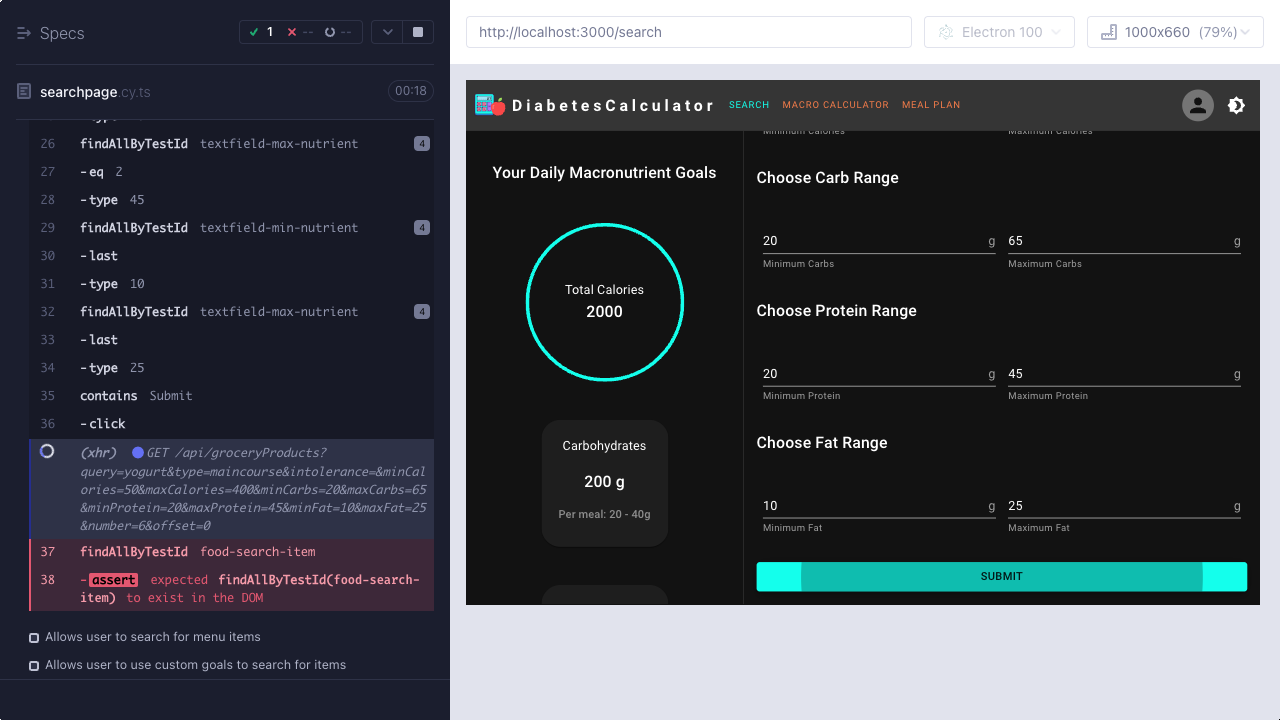 Specs
1
--
--
http://localhost:3000/search
Electron 100
1000x660 (79%)
searchpage.cy.ts
00:18
26 findAllByTestId textfield-max-nutrient 4
27 -eq 2
28 -type 45
29 findAllByTestId textfield-min-nutrient 4
30 -last
31 -type 10
32 findAllByTestId textfield-max-nutrient 4
33 -last
34 -type 25
35 contains Submit
36 -click
(xhr) GET /api/groceryProducts?
query=yogurt&type=maincourse&intolerance=&minCal
ories=50&maxCalories=400&minCarbs=20&maxCarbs=65
&minProtein=20&maxProtein=45&minFat=10&maxFat=25
&number=6&offset=0
37 findAllByTestId food-search-item
38 -assert expected findAllByTestId(food-search-
item) to exist in the DOM
Allows user to search for menu items
Allows user to use custom goals to search for items
DiabetesCalculator SEARCH MACRO CALCULATOR MEAL PLAN
Your Daily Macronutrient Goals
Total Calories
2000
Carbohydrates
200 g
Per meal: 20 - 40g
Minimum Calories Maximum Calories
Choose Carb Range
20 g 65 g
Minimum Carbs Maximum Carbs
Choose Protein Range
20 g 45 g
Minimum Protein Maximum Protein
Choose Fat Range
10 g 25 g
Minimum Fat Maximum Fat
SUBMIT